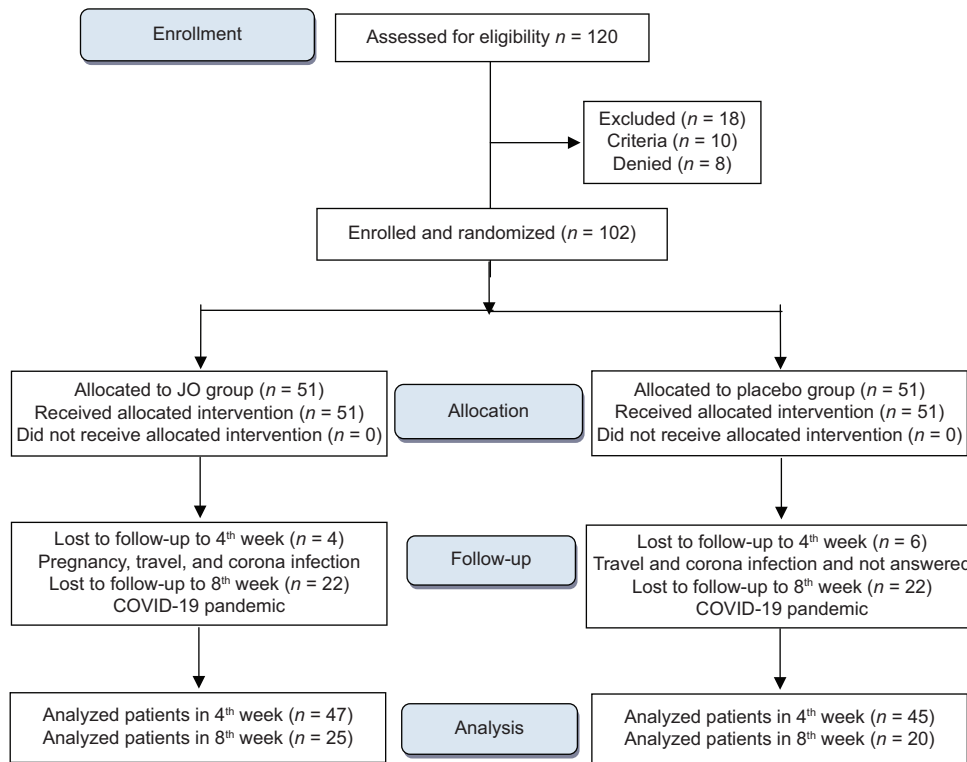 Enrollment
Assessed for eligibility n = 120
Excluded (n = 18)
Criteria (n = 10)
Denied (n = 8)
Enrolled and randomized (n = 102)
Allocated to JO group (n = 51)
Received allocated intervention (n = 51)
Did not receive allocated intervention (n = 0)
Allocation
Allocated to placebo group (n = 51)
Received allocated intervention (n = 51)
Did not receive allocated intervention (n = 0)
Lost to follow-up to 4th week (n = 4)
Pregnancy, travel, and corona infection
Lost to follow-up to 8th week (n = 22)
COVID-19 pandemic
Follow-up
Lost to follow-up to 4th week (n = 6)
Travel and corona infection and not answered
Lost to follow-up to 8th week (n = 22)
COVID-19 pandemic
Analyzed patients in 4th week (n = 47)
Analyzed patients in 8th week (n = 25)
Analysis
Analyzed patients in 4th week (n = 45)
Analyzed patients in 8th week (n = 20)